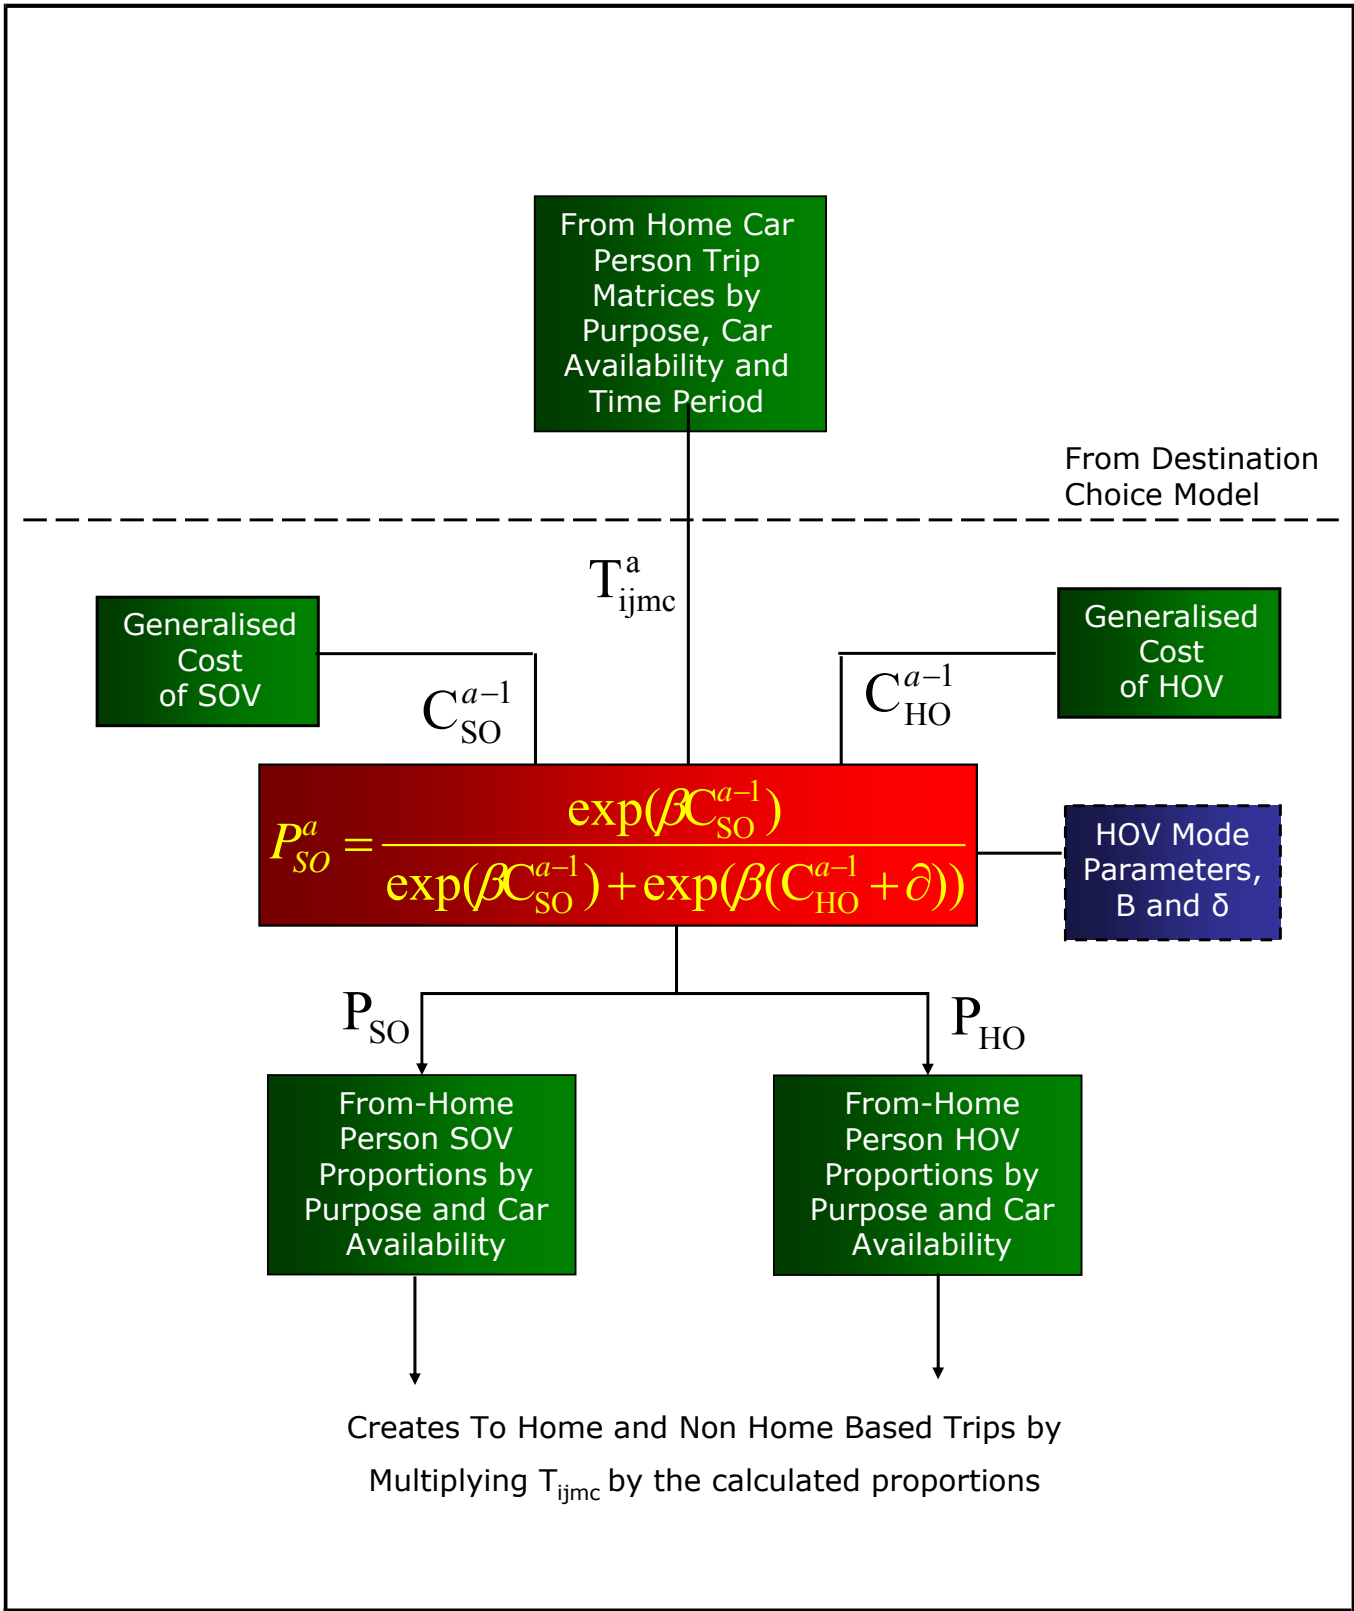 From Home Car
Person Trip
Matrices by
Purpose, Car
Availability and
Time Period
From Destination
Choice Model
T^a_ijmc
Generalised
Cost
of SOV
C^{a−1}_SO
Generalised
Cost
of HOV
C^{a−1}_HO
P^a_SO = exp(βC^{a−1}_SO) / (exp(βC^{a−1}_SO) + exp(β(C^{a−1}_HO + ∂)))
HOV Mode
Parameters,
B and δ
P_SO
P_HO
From-Home
Person SOV
Proportions by
Purpose and Car
Availability
From-Home
Person HOV
Proportions by
Purpose and Car
Availability
Creates To Home and Non Home Based Trips by
Multiplying T_ijmc by the calculated proportions